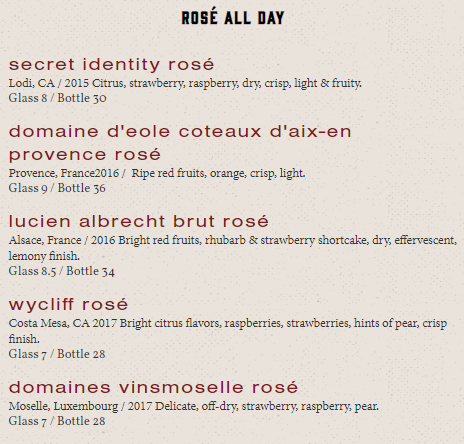 ROSÉ ALL DAY
secret identity rosé
Lodi, CA / 2015 Citrus, strawberry, raspberry, dry, crisp, light & fruity.
Glass 8 / Bottle 30
domaine d'eole coteaux d'aix-en
provence rosé
Provence, France2016 / Ripe red fruits, orange, crisp, light.
Glass 9 / Bottle 36
lucien albrecht brut rosé
Alsace, France / 2016 Bright red fruits, rhubarb & strawberry shortcake, dry, effervescent,
lemony finish.
Glass 8.5 / Bottle 34
wycliff rosé
Costa Mesa, CA 2017 Bright citrus flavors, raspberries, strawberries, hints of pear, crisp
finish.
Glass 7 / Bottle 28
domaines vinsmoselle rosé
Moselle, Luxembourg / 2017 Delicate, off-dry, strawberry, raspberry, pear.
Glass 7 / Bottle 28